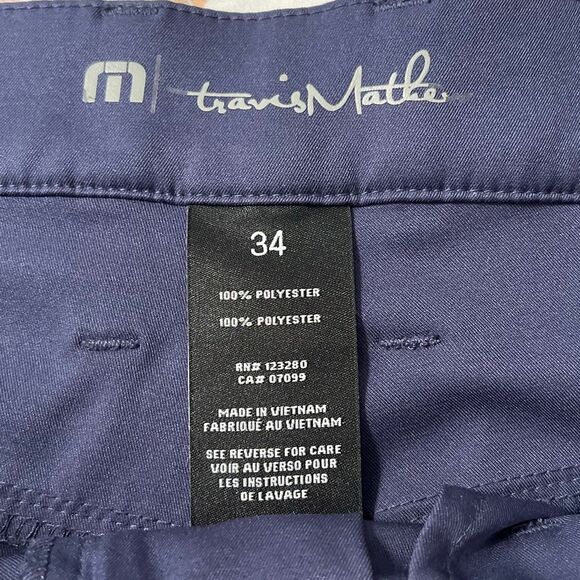 travisMathe
34
100% POLYESTER
100% POLYESTER
RN# 123280
CA# 07099
MADE IN VIETNAM
FABRIQUÉ AU VIETNAM
SEE REVERSE FOR CARE
VOIR AU VERSO POUR
LES INSTRUCTIONS
DE LAVAGE